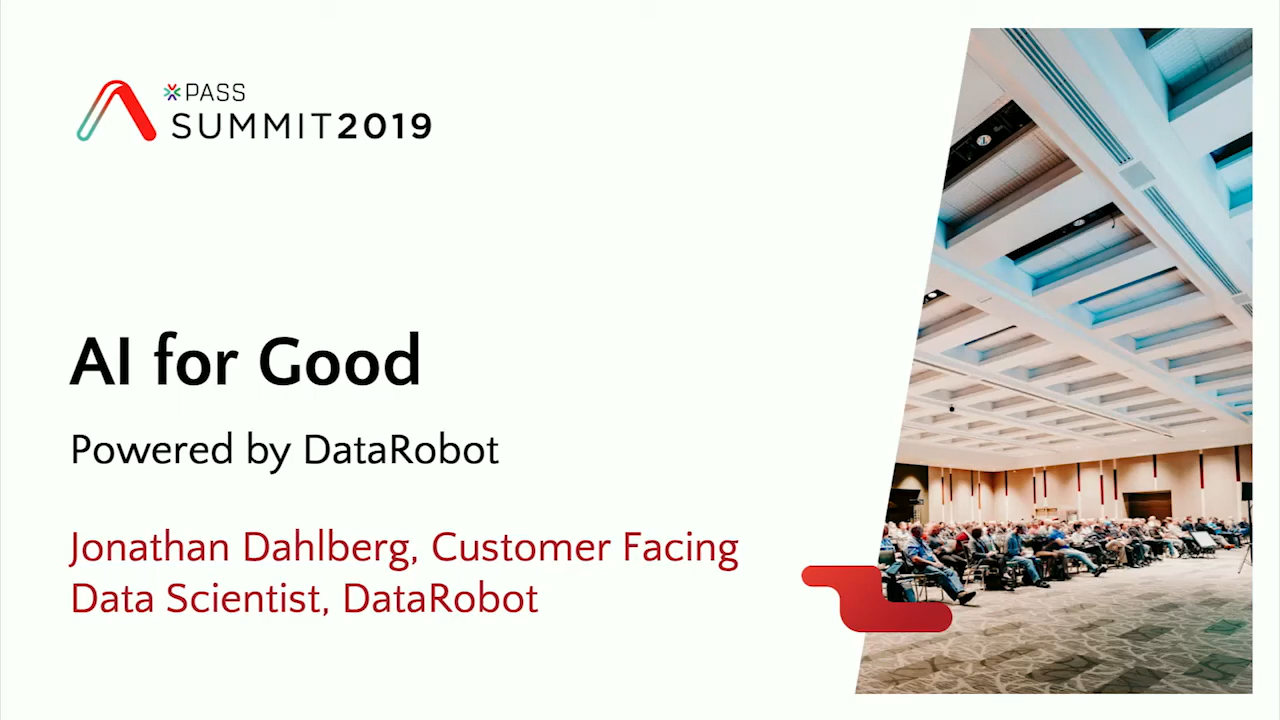 PASS
SUMMIT2019
AI for Good
Powered by DataRobot
Jonathan Dahlberg, Customer Facing
Data Scientist, DataRobot